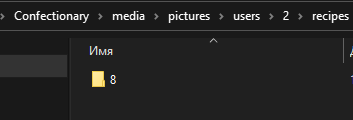 Confectionary > media > pictures > users > 2 > recipes
Имя
8